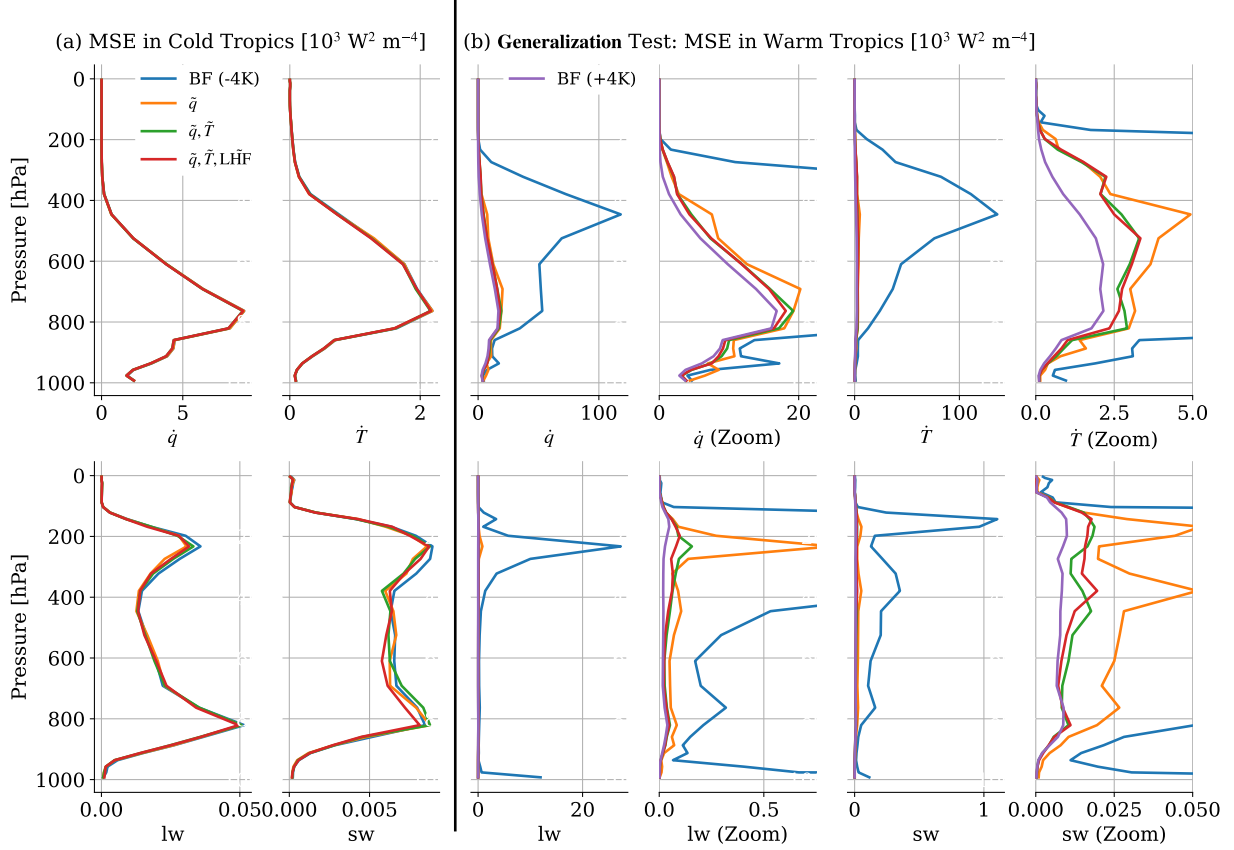 (a) MSE in Cold Tropics [10³ W² m⁻⁴]
(b) Generalization Test: MSE in Warm Tropics [10³ W² m⁻⁴]
BF (-4K)
q̃
q̃, T̃
q̃, T̃, LH̃F
BF (+4K)
Pressure [hPa]
0
200
400
600
800
1000
0 5
0 2
0 100
0 20
0 100
0.0 2.5 5.0
q̇
Ṫ
q̇
q̇ (Zoom)
Ṫ
Ṫ (Zoom)
Pressure [hPa]
0
200
400
600
800
1000
0.00 0.05
0.000 0.005
0 20
0.0 0.5
0 1
0.000 0.025 0.050
lw
sw
lw
lw (Zoom)
sw
sw (Zoom)